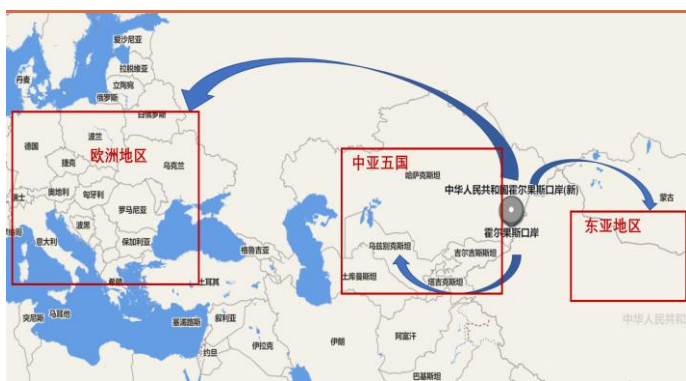 爱沙尼亚
拉脱维亚
丹麦
立陶宛
俄罗斯
白俄罗斯
德国
波兰
欧洲地区
乌克兰
捷克
奥地利
匈牙利
瑞士
罗马尼亚
波黑
意大利
保加利亚
希腊
格鲁吉亚
土耳其
突尼斯
马耳他
塞浦路斯
叙利亚
约旦
伊拉克
伊朗
中亚五国
哈萨克斯坦
中华人民共和国霍尔果斯口岸(新)
霍尔果斯口岸
乌兹别克斯坦
吉尔吉斯斯坦
土库曼斯坦
塔吉克斯坦
阿富汗
巴基斯坦
蒙古
东亚地区
中华人民共和